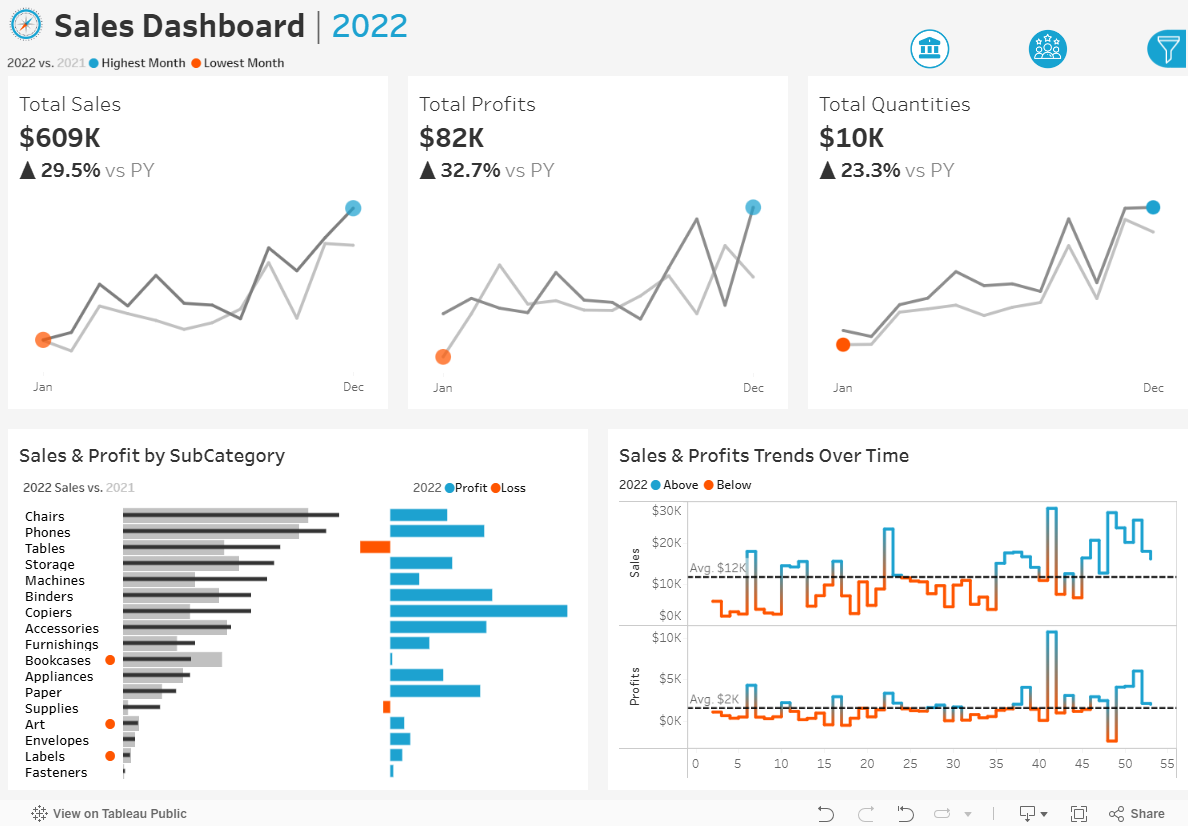 Sales Dashboard | 2022
2022 vs. 2021 Highest Month Lowest Month
Total Sales
$609K
▲ 29.5% vs PY
Jan Dec
Total Profits
$82K
▲ 32.7% vs PY
Jan Dec
Total Quantities
$10K
▲ 23.3% vs PY
Jan Dec
Sales & Profit by SubCategory
2022 Sales vs. 2021
2022 Profit Loss
Chairs
Phones
Tables
Storage
Machines
Binders
Copiers
Accessories
Furnishings
Bookcases
Appliances
Paper
Supplies
Art
Envelopes
Labels
Fasteners
Sales & Profits Trends Over Time
2022 Above Below
Sales
$30K
$20K
Avg. $12K
$10K
$0K
Profits
$10K
$5K
Avg. $2K
$0K
0 5 10 15 20 25 30 35 40 45 50 55
View on Tableau Public
Share